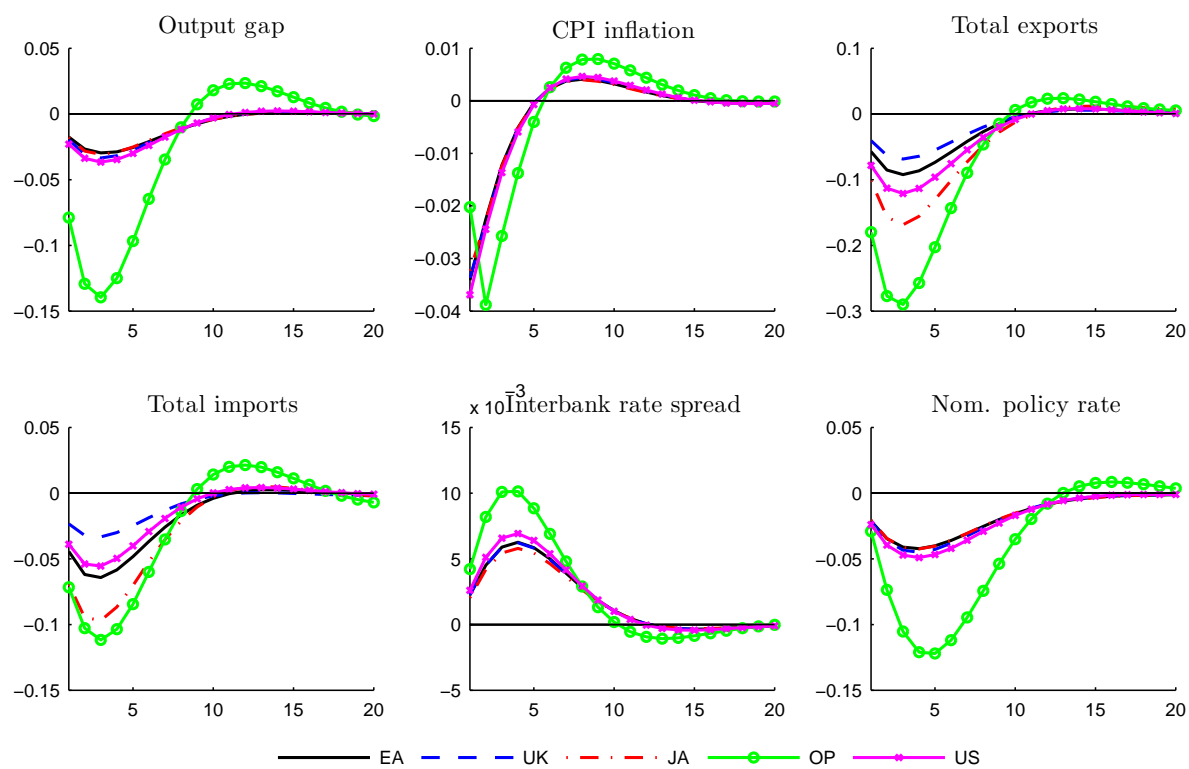 Output gap
0.05
0
−0.05
−0.1
−0.15
5 10 15 20
CPI inflation
0.01
0
−0.01
−0.02
−0.03
−0.04
5 10 15 20
Total exports
0.1
0
−0.1
−0.2
−0.3
5 10 15 20
Total imports
0.05
0
−0.05
−0.1
−0.15
5 10 15 20
x 10−3
Interbank rate spread
15
10
5
0
−5
5 10 15 20
Nom. policy rate
0.05
0
−0.05
−0.1
−0.15
5 10 15 20
EA UK JA OP US